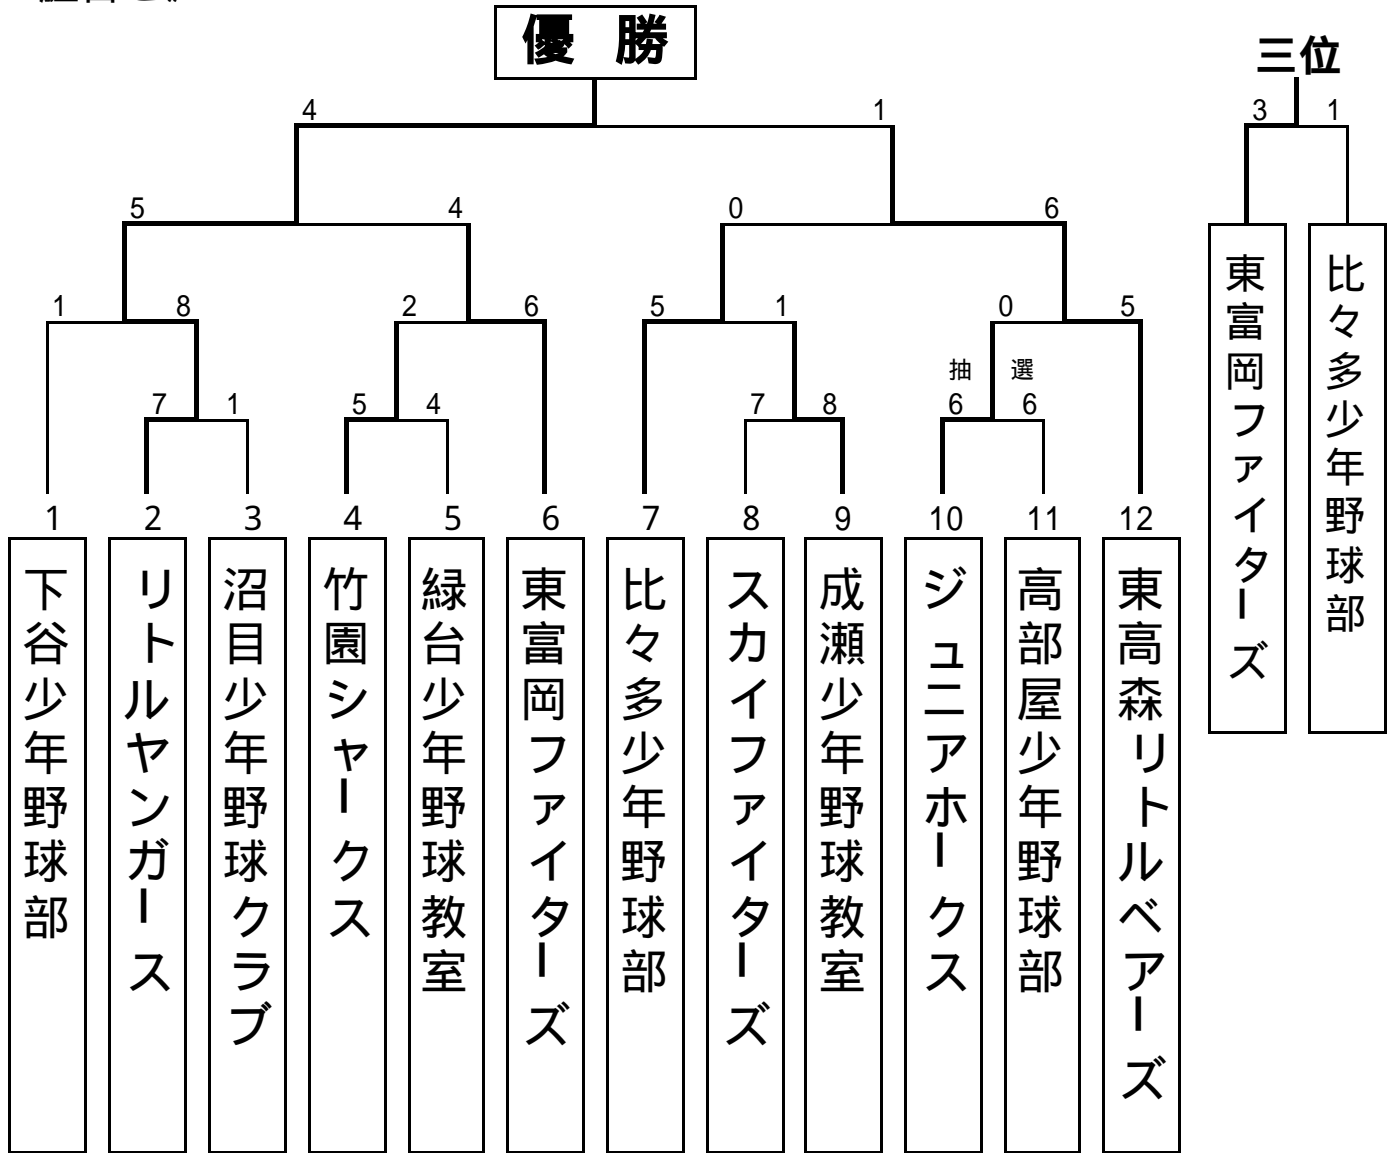 優 勝
三位
4 1
3 1
5 4 0 6
1 8 2 6 5 1 0 5
抽 選
7 1 5 4 7 8 6 6
1 2 3 4 5 6 7 8 9 10 11 12
下谷少年野球部
リトルヤンガース
沼目少年野球クラブ
竹園シャークス
緑台少年野球教室
東富岡ファイターズ
比々多少年野球部
スカイファイターズ
成瀬少年野球教室
ジュニアホークス
高部屋少年野球部
東高森リトルベアーズ
東富岡ファイターズ
比々多少年野球部